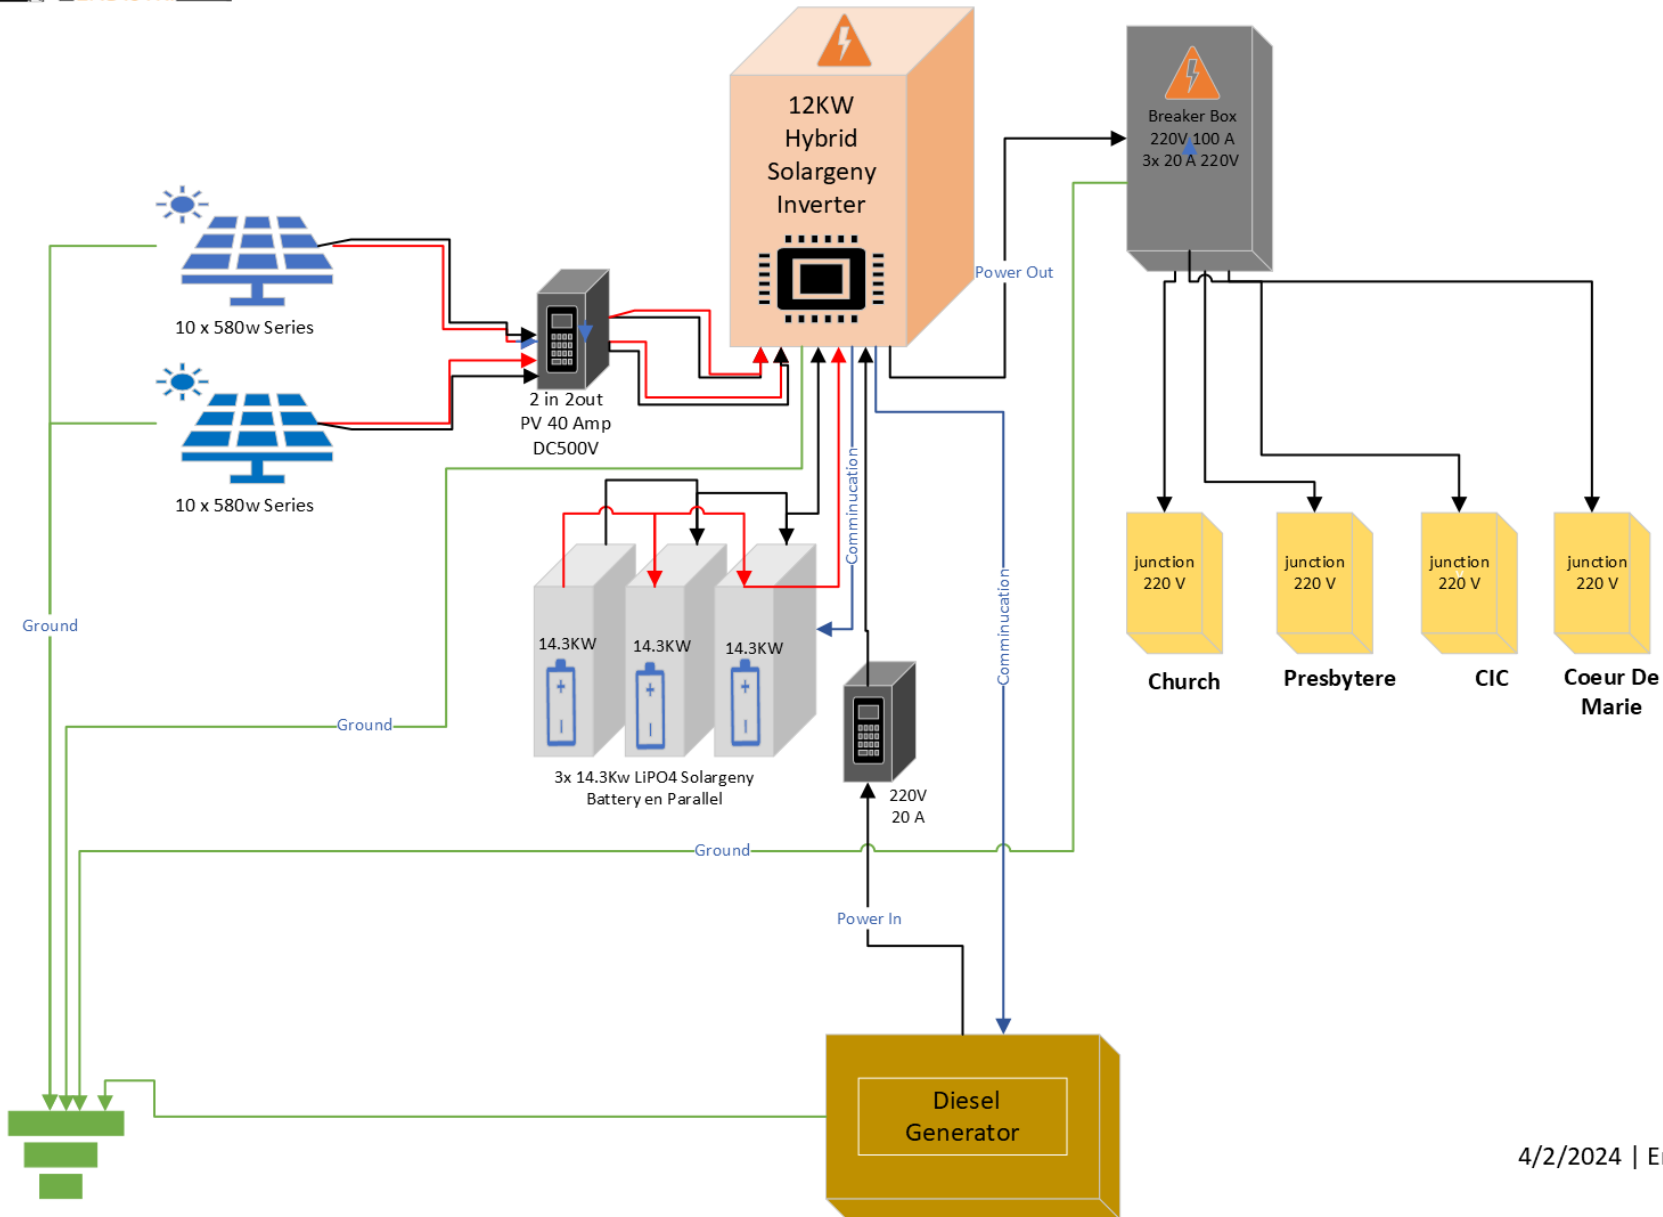 12KW
Hybrid
Solargeny
Inverter
Breaker Box
220V 100 A
3x 20 A 220V
Power Out
10 x 580w Series
2 in 2out
PV 40 Amp
DC500V
10 x 580w Series
Comminucation
Comminucation
junction
220 V
junction
220 V
junction
220 V
junction
220 V
Church
Presbytere
CIC
Coeur De
Marie
Ground
14.3KW
14.3KW
14.3KW
Ground
3x 14.3Kw LiPO4 Solargeny
Battery en Parallel
220V
20 A
Ground
Power In
Diesel
Generator
4/2/2024 |